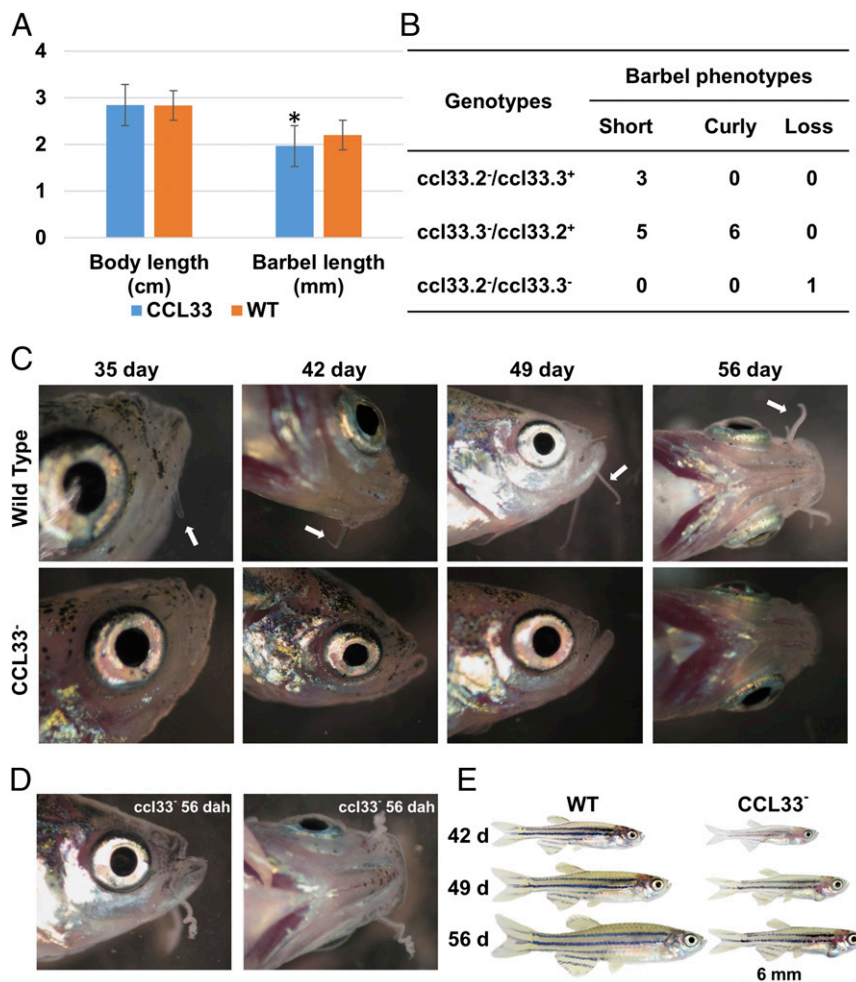 A
4
3
2
1
0
*
Body length (cm)
Barbel length (mm)
CCL33 WT
B
Genotypes Barbel phenotypes
Short Curly Loss
ccl33.2⁻/ccl33.3⁺ 3 0 0
ccl33.3⁻/ccl33.2⁺ 5 6 0
ccl33.2⁻/ccl33.3⁻ 0 0 1
C
35 day 42 day 49 day 56 day
Wild Type
CCL33⁻
D
ccl33⁻ 56 dah ccl33⁻ 56 dah
E
WT CCL33⁻
42 d
49 d
56 d
6 mm